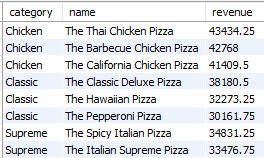 category name revenue
Chicken The Thai Chicken Pizza 43434.25
Chicken The Barbecue Chicken Pizza 42768
Chicken The California Chicken Pizza 41409.5
Classic The Classic Deluxe Pizza 38180.5
Classic The Hawaiian Pizza 32273.25
Classic The Pepperoni Pizza 30161.75
Supreme The Spicy Italian Pizza 34831.25
Supreme The Italian Supreme Pizza 33476.75